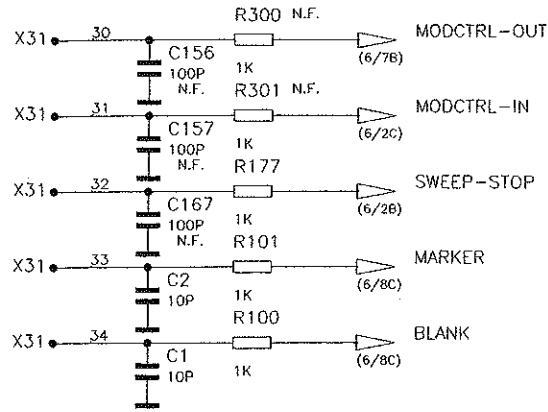 R300 N.F.
X31 30 MODCTRL-OUT
C156 (6/7B)
100P 1K
N.F. R301 N.F.
X31 31 MODCTRL-IN
C157 (6/2C)
100P 1K
N.F. R177
X31 32 SWEEP-STOP
C167 (6/2B)
100P 1K
N.F. R101
X31 33 MARKER
C2 (6/8C)
10P 1K
R100
X31 34 BLANK
C1 (6/8C)
10P 1K